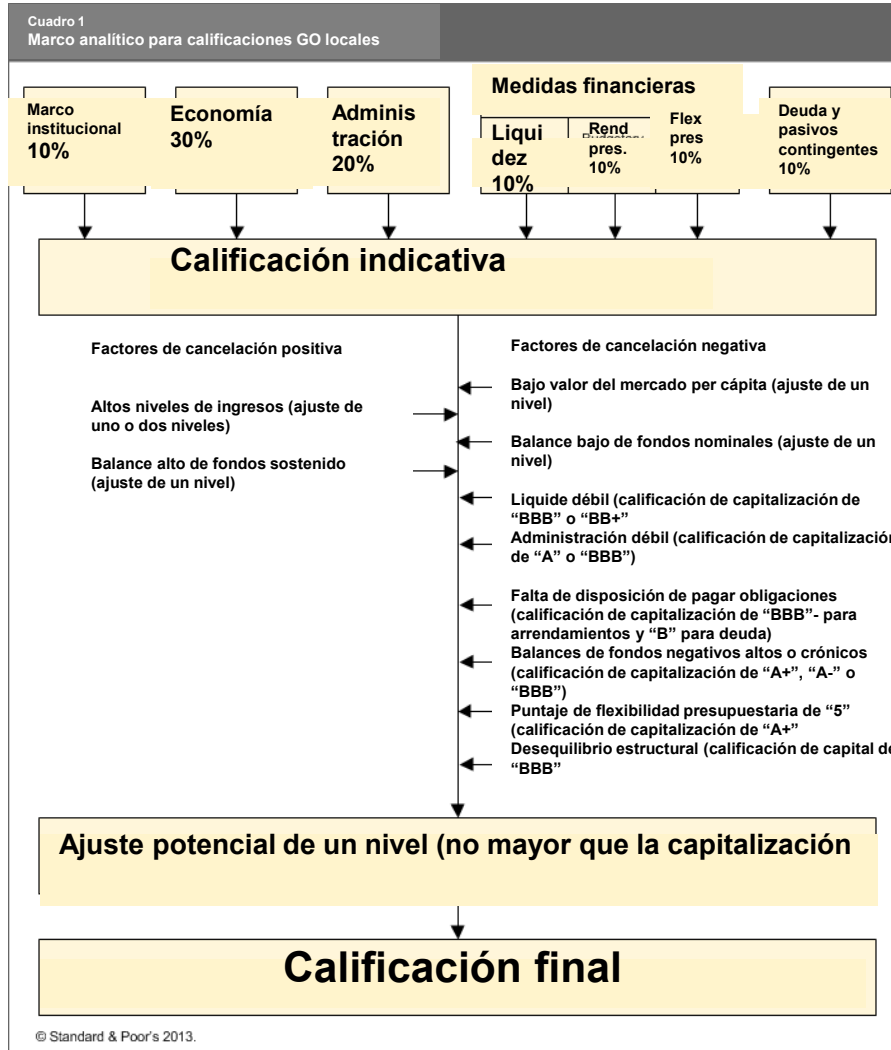 Cuadro 1
Marco analítico para calificaciones GO locales
Marco
institucional
10%
Economía
30%
Adminis
tración
20%
Medidas financieras
Liqui
dez
10%
Rend
pres.
10%
Flex
pres
10%
Deuda y
pasivos
contingentes
10%
Calificación indicativa
Factores de cancelación positiva
Altos niveles de ingresos (ajuste de
uno o dos niveles)
Balance alto de fondos sostenido
(ajuste de un nivel)
Factores de cancelación negativa
Bajo valor del mercado per cápita (ajuste de un
nivel)
Balance bajo de fondos nominales (ajuste de un
nivel)
Liquide débil (calificación de capitalización de
“BBB” o “BB+”
Administración débil (calificación de capitalización
de “A” o “BBB”)
Falta de disposición de pagar obligaciones
(calificación de capitalización de “BBB”- para
arrendamientos y “B” para deuda)
Balances de fondos negativos altos o crónicos
(calificación de capitalización de “A+”, “A-” o
“BBB”)
Puntaje de flexibilidad presupuestaria de “5”
(calificación de capitalización de “A+”
Desequilibrio estructural (calificación de capital de
“BBB”
Ajuste potencial de un nivel (no mayor que la capitalización
Calificación final
© Standard & Poor's 2013.